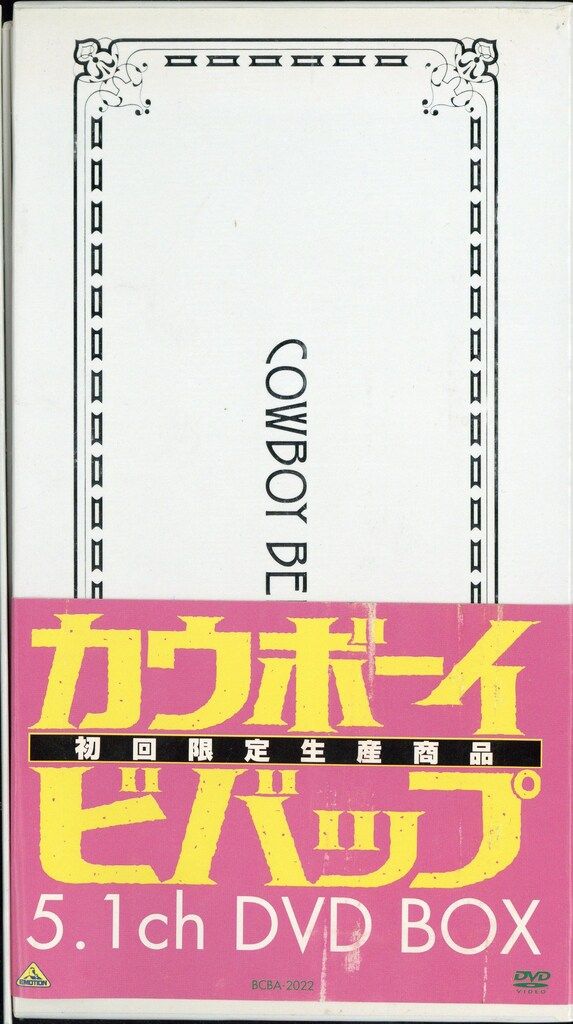 COWBOY BE
カウボーイ
初回限定生産商品
ビバップ
5.1ch DVD BOX
EMOTION
BCBA-2022
DVD
VIDEO